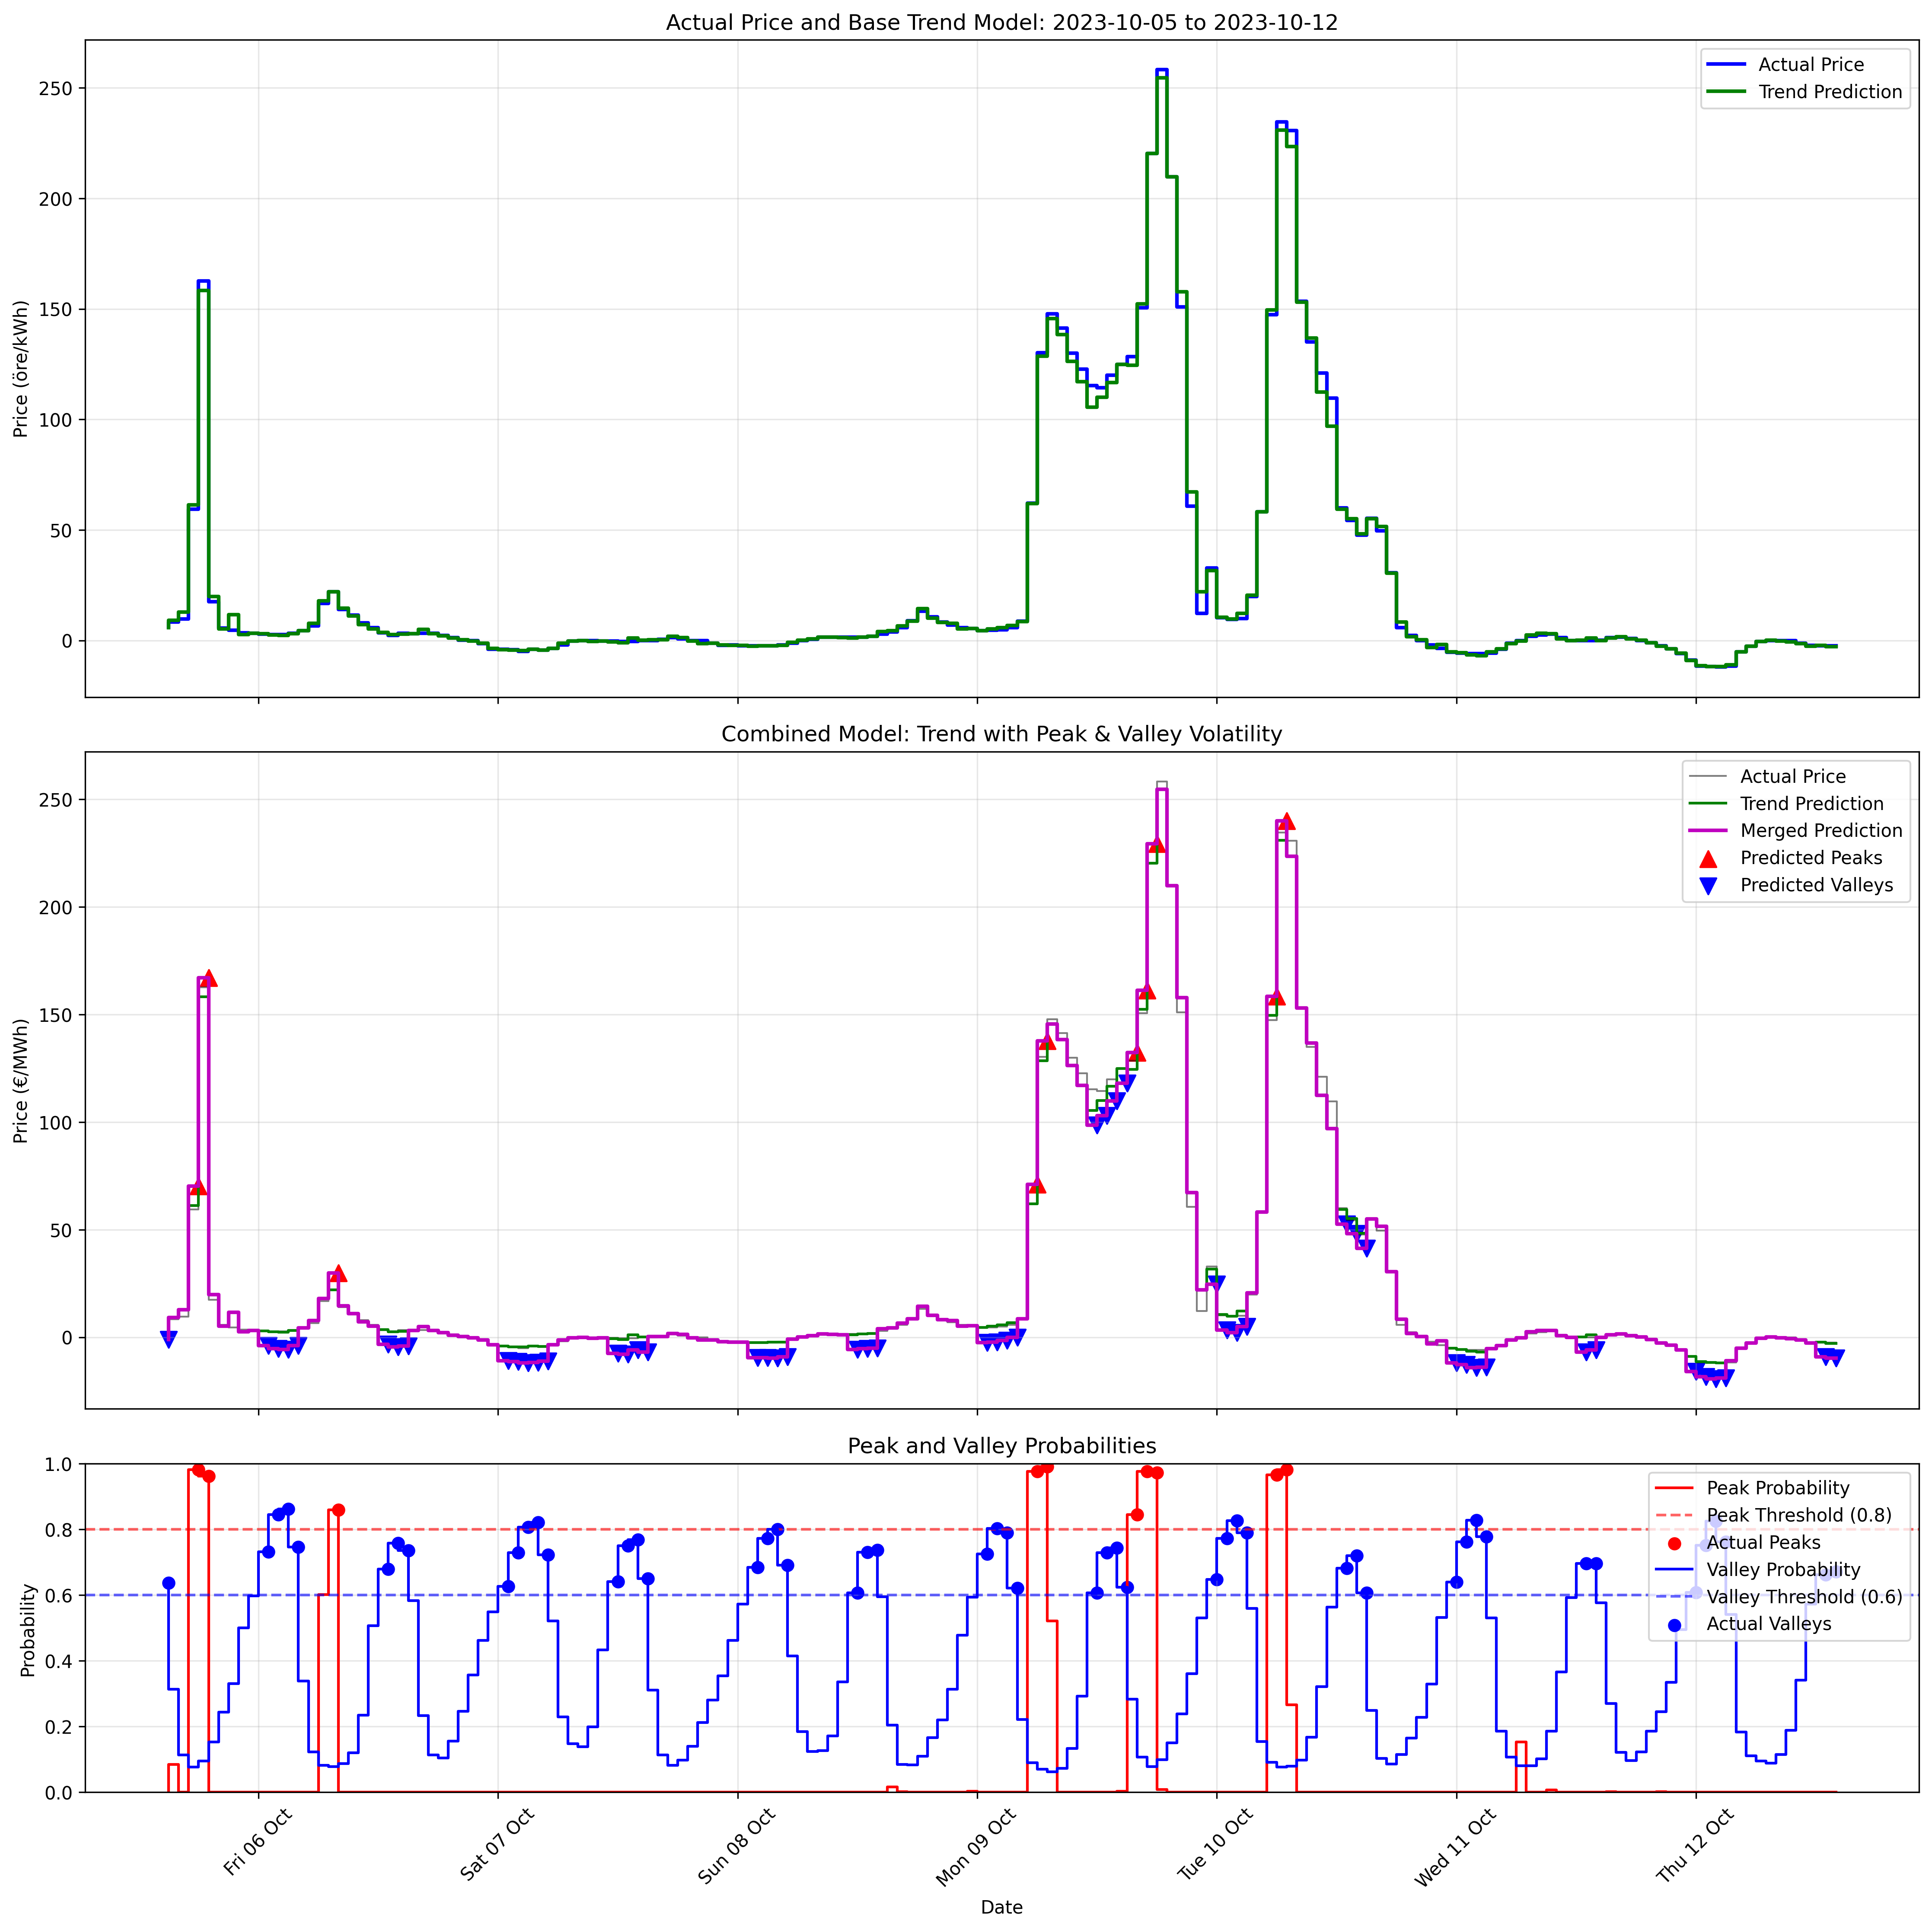 Actual Price and Base Trend Model: 2023-10-05 to 2023-10-12
Price (öre/kWh)
250
200
150
100
50
0
Actual Price
Trend Prediction
Combined Model: Trend with Peak & Valley Volatility
Price (€/MWh)
250
200
150
100
50
0
Actual Price
Trend Prediction
Merged Prediction
Predicted Peaks
Predicted Valleys
Peak and Valley Probabilities
Probability
1.0
0.8
0.6
0.4
0.2
0.0
Peak Probability
Peak Threshold (0.8)
Actual Peaks
Valley Probability
Valley Threshold (0.6)
Actual Valleys
Fri 06 Oct
Sat 07 Oct
Sun 08 Oct
Mon 09 Oct
Tue 10 Oct
Wed 11 Oct
Thu 12 Oct
Date